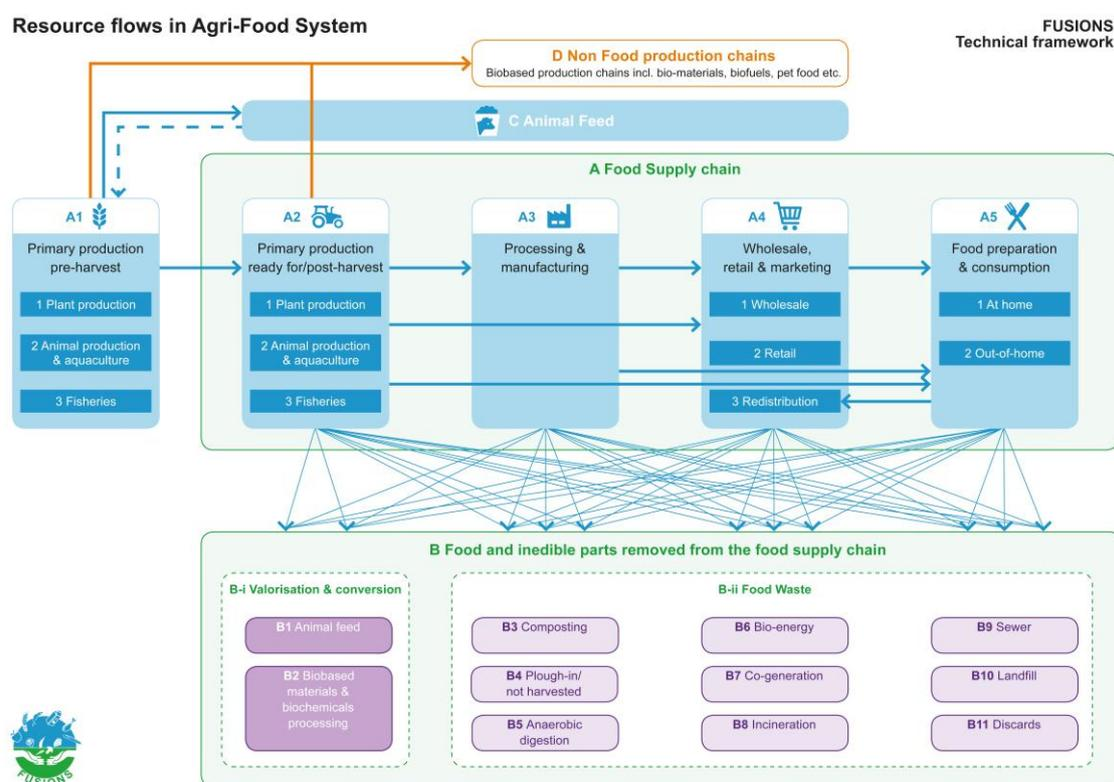 Resource flows in Agri-Food System
FUSIONS
Technical framework
D Non Food production chains
Biobased production chains incl. bio-materials, biofuels, pet food etc.
C Animal Feed
A Food Supply chain
A1
Primary production
pre-harvest
1 Plant production
2 Animal production
& aquaculture
3 Fisheries
A2
Primary production
ready for/post-harvest
1 Plant production
2 Animal production
& aquaculture
3 Fisheries
A3
Processing &
manufacturing
A4
Wholesale,
retail & marketing
1 Wholesale
2 Retail
3 Redistribution
A5
Food preparation
& consumption
1 At home
2 Out-of-home
B Food and inedible parts removed from the food supply chain
B-i Valorisation & conversion
B1 Animal feed
B2 Biobased
materials &
biochemicals
processing
B-ii Food Waste
B3 Composting
B4 Plough-in/
not harvested
B5 Anaerobic
digestion
B6 Bio-energy
B7 Co-generation
B8 Incineration
B9 Sewer
B10 Landfill
B11 Discards
FUSIONS